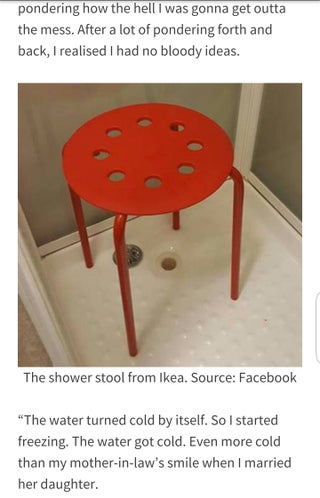 pondering how the hell I was gonna get outta
the mess. After a lot of pondering forth and
back, I realised I had no bloody ideas.
The shower stool from Ikea. Source: Facebook
“The water turned cold by itself. So I started
freezing. The water got cold. Even more cold
than my mother-in-law’s smile when I married
her daughter.